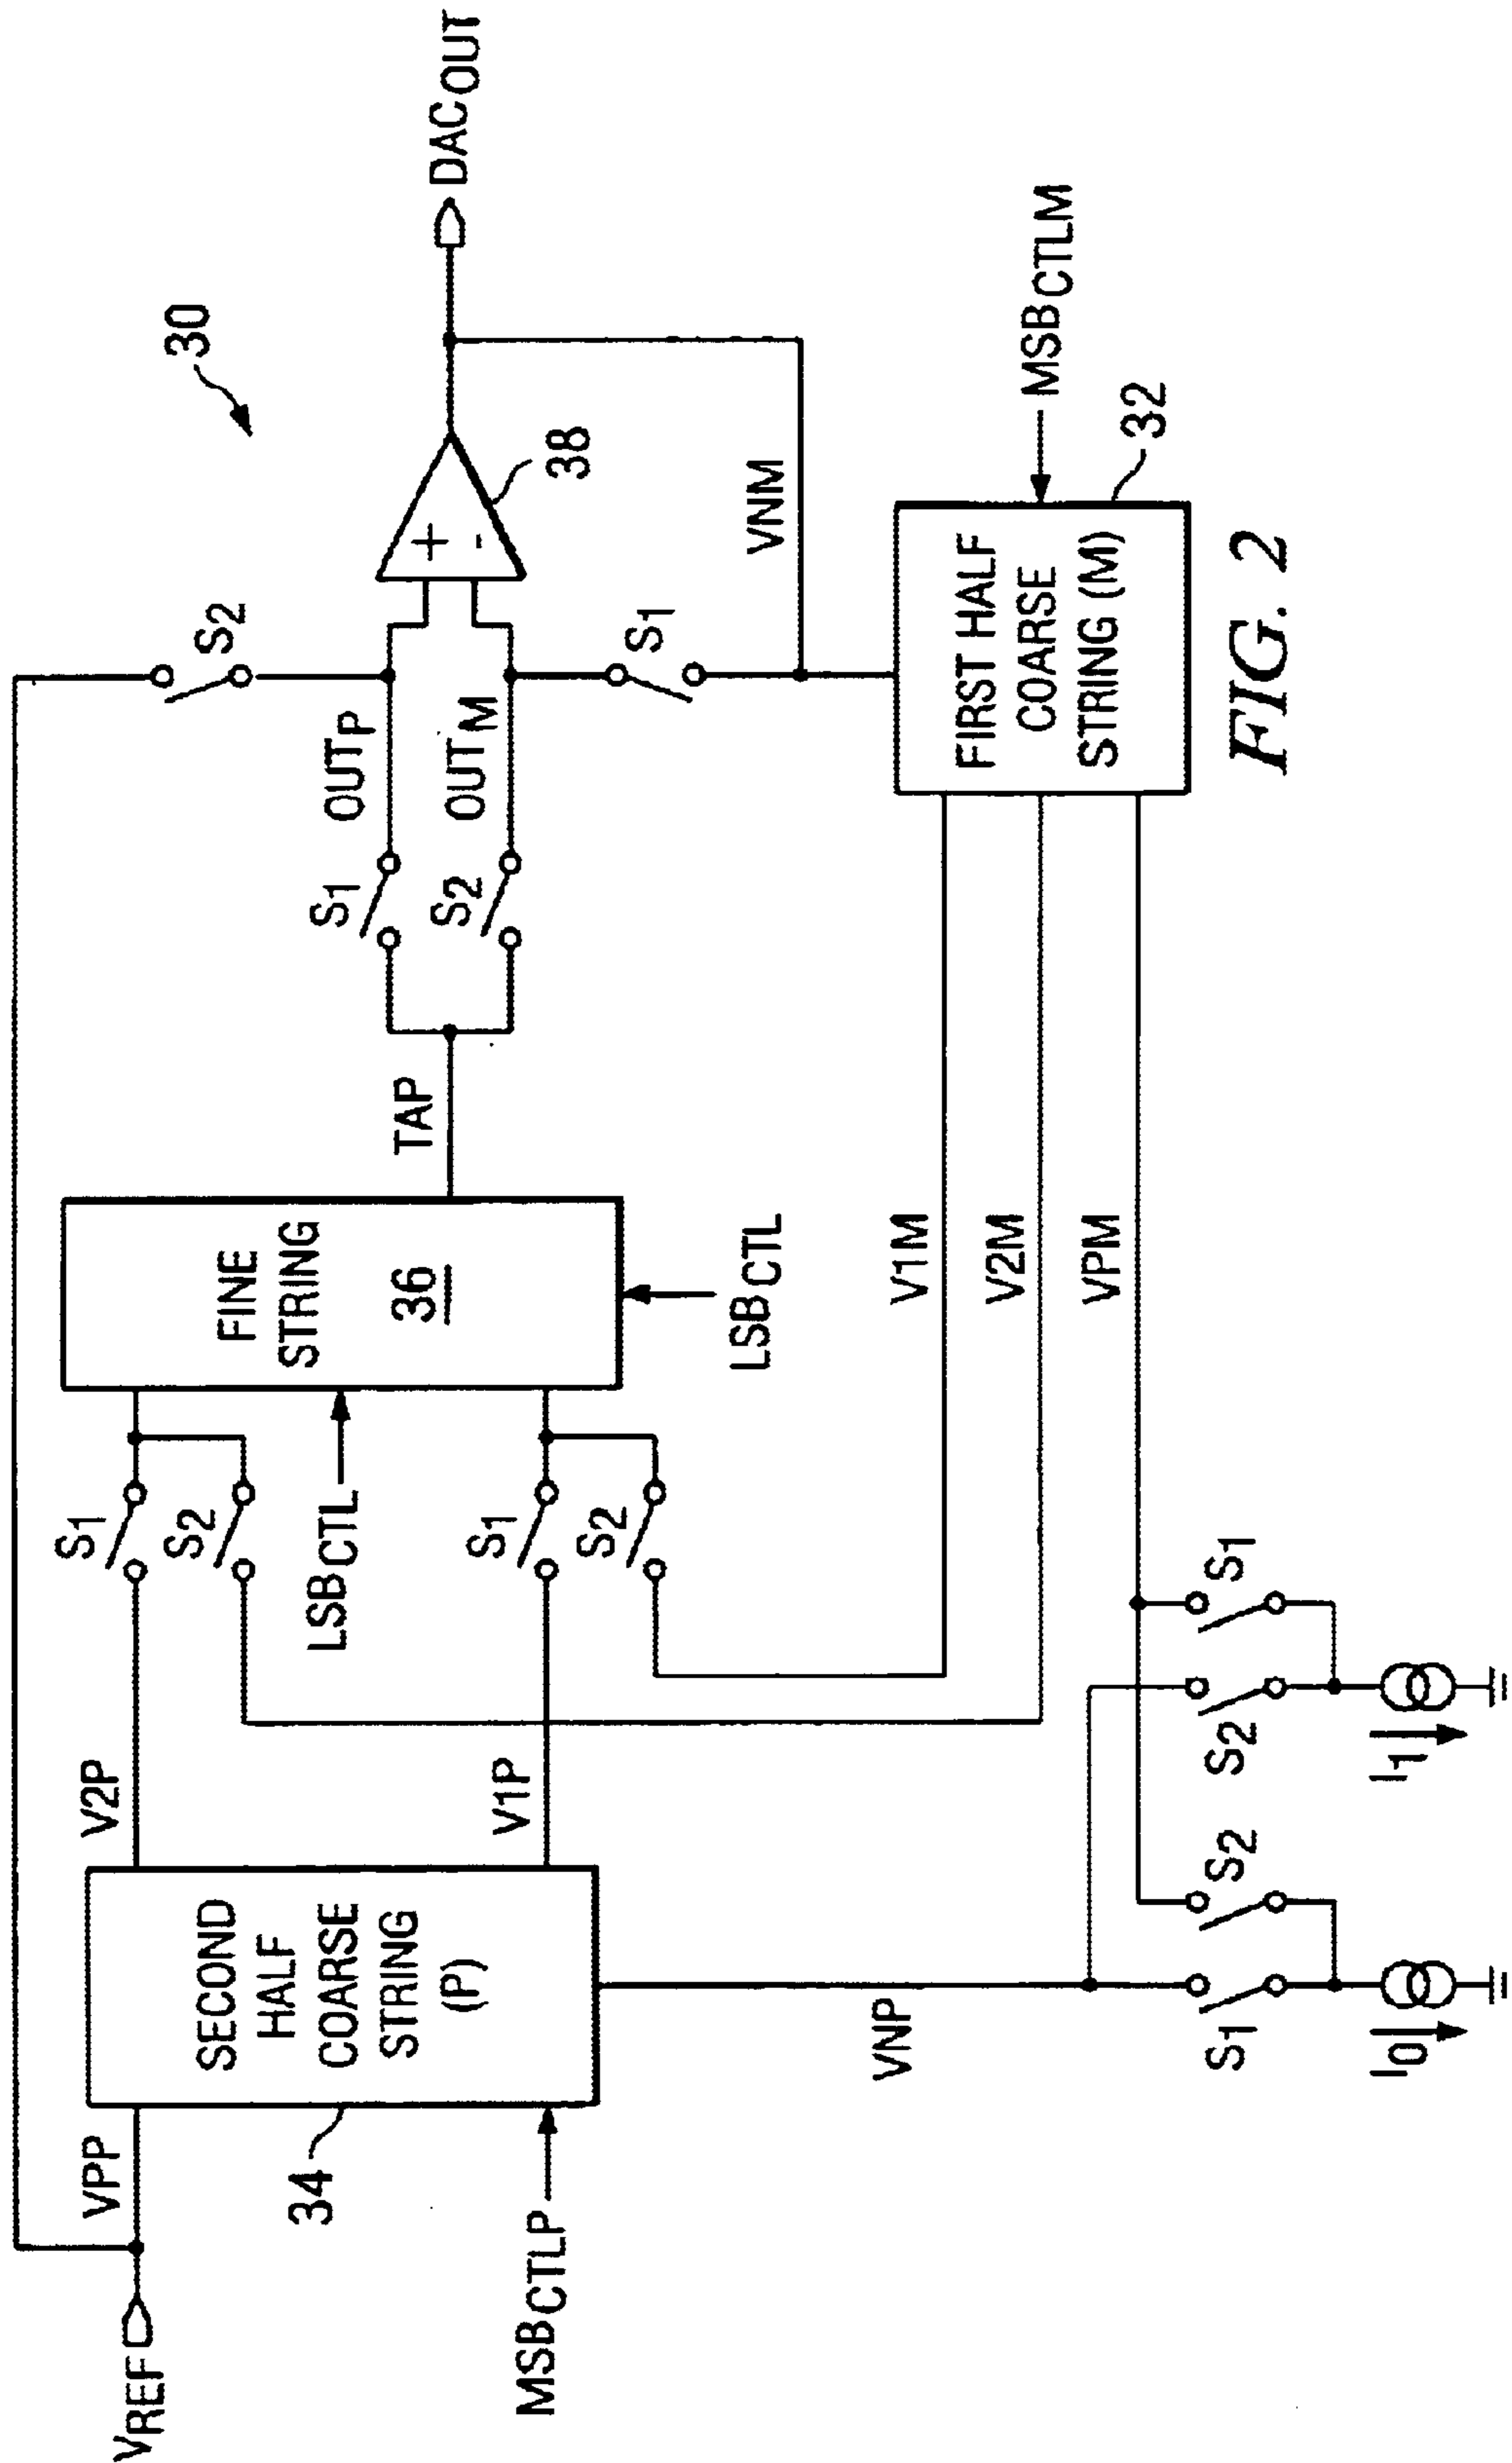 30
VREF
VPP
34
MSBCTLP
SECOND
HALF
COARSE
STRING
(P)
V2P
V1P
VNP
S1
S2
LSBCTL
S1
S2
FINE
STRING
36
LSBCTL
TAP
S1
S2
OUTP
OUTM
S2
S1
+
-
38
DACOUT
VNM
V1M
V2M
VPM
FIRST HALF
COARSE
STRING (M)
MSBCTLM
32
S1
S2
S2
S1
I0
I1
FIG. 2